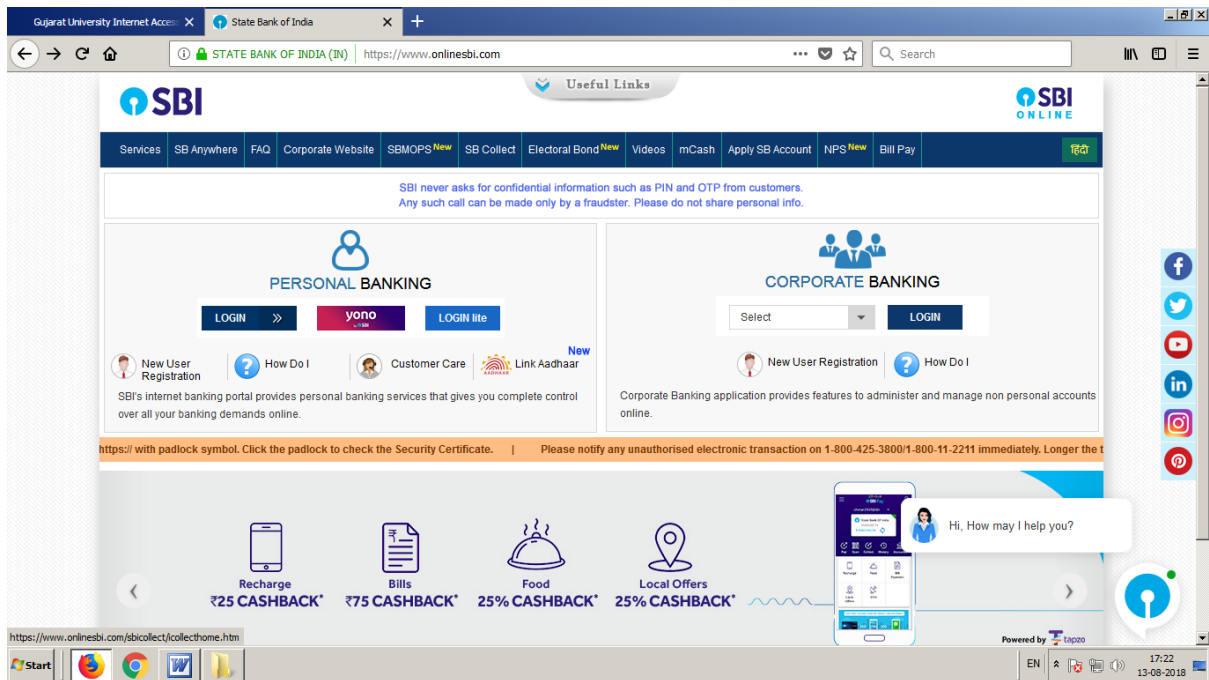 Gujarat University Internet Acces
State Bank of India
STATE BANK OF INDIA (IN)
https://www.onlinesbi.com
Search
Useful Links
SBI
SBI
ONLINE
Services
SB Anywhere
FAQ
Corporate Website
SBMOPS New
SB Collect
Electoral Bond New
Videos
mCash
Apply SB Account
NPS New
Bill Pay
हिंदी
SBI never asks for confidential information such as PIN and OTP from customers.
Any such call can be made only by a fraudster. Please do not share personal info.
PERSONAL BANKING
LOGIN
yono
SBI
LOGIN lite
New User
Registration
How Do I
Customer Care
AADHAAR
New
Link Aadhaar
SBI's internet banking portal provides personal banking services that gives you complete control
over all your banking demands online.
CORPORATE BANKING
Select
LOGIN
New User Registration
How Do I
Corporate Banking application provides features to administer and manage non personal accounts
online.
https:// with padlock symbol. Click the padlock to check the Security Certificate. | Please notify any unauthorised electronic transaction on 1-800-425-3800/1-800-11-2211 immediately. Longer the t
Recharge
₹25 CASHBACK*
Bills
₹75 CASHBACK*
Food
25% CASHBACK*
Local Offers
25% CASHBACK*
Hi, How may I help you?
Powered by tapzo
https://www.onlinesbi.com/sbicollect/icollecthome.htm
Start
EN
17:22
13-08-2018